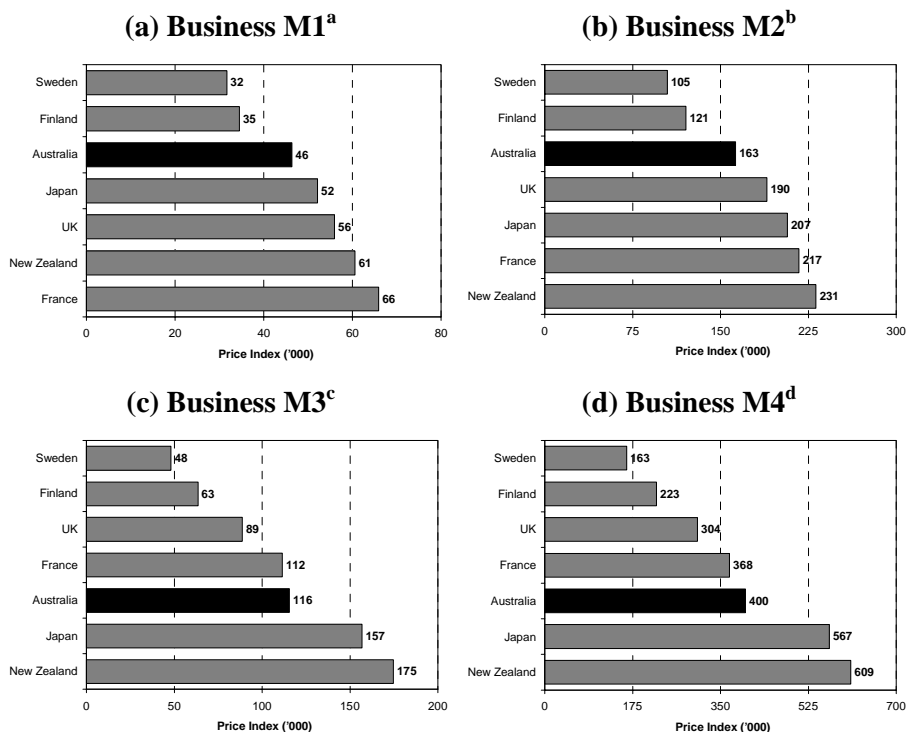 (a) Business M1a
Sweden 32
Finland 35
Australia 46
Japan 52
UK 56
New Zealand 61
France 66
0 20 40 60 80
Price Index ('000)
(b) Business M2b
Sweden 105
Finland 121
Australia 163
UK 190
Japan 207
France 217
New Zealand 231
0 75 150 225 300
Price Index ('000)
(c) Business M3c
Sweden 48
Finland 63
UK 89
France 112
Australia 116
Japan 157
New Zealand 175
0 50 100 150 200
Price Index ('000)
(d) Business M4d
Sweden 163
Finland 223
UK 304
France 368
Australia 400
Japan 567
New Zealand 609
0 175 350 525 700
Price Index ('000)